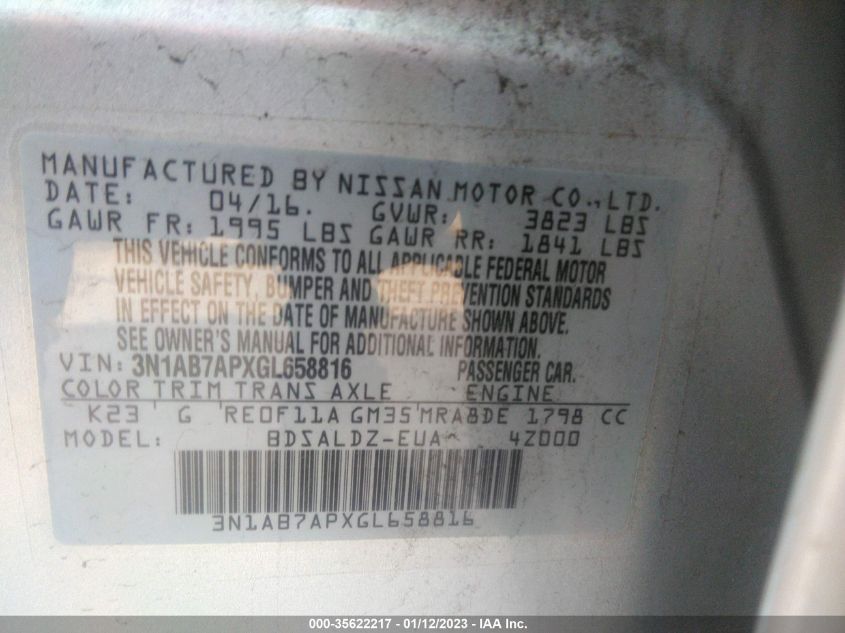 MANUFACTURED BY NISSAN MOTOR CO., LTD.
DATE: 04/16. GVWR: 3823 LBS
GAWR FR: 1995 LBS GAWR RR: 1841 LBS
THIS VEHICLE CONFORMS TO ALL APPLICABLE FEDERAL MOTOR
VEHICLE SAFETY, BUMPER AND THEFT PREVENTION STANDARDS
IN EFFECT ON THE DATE OF MANUFACTURE SHOWN ABOVE.
SEE OWNER'S MANUAL FOR ADDITIONAL INFORMATION.
VIN: 3N1AB7APXGL658816 PASSENGER CAR.
COLOR TRIM TRANS AXLE ENGINE
K23 G RE0F11A GM35 MRA8DE 1798 CC
MODEL: BDSALDZ-EUA 4Z000
3N1AB7APXGL658816
000-35622217 - 01/12/2023 - IAA Inc.